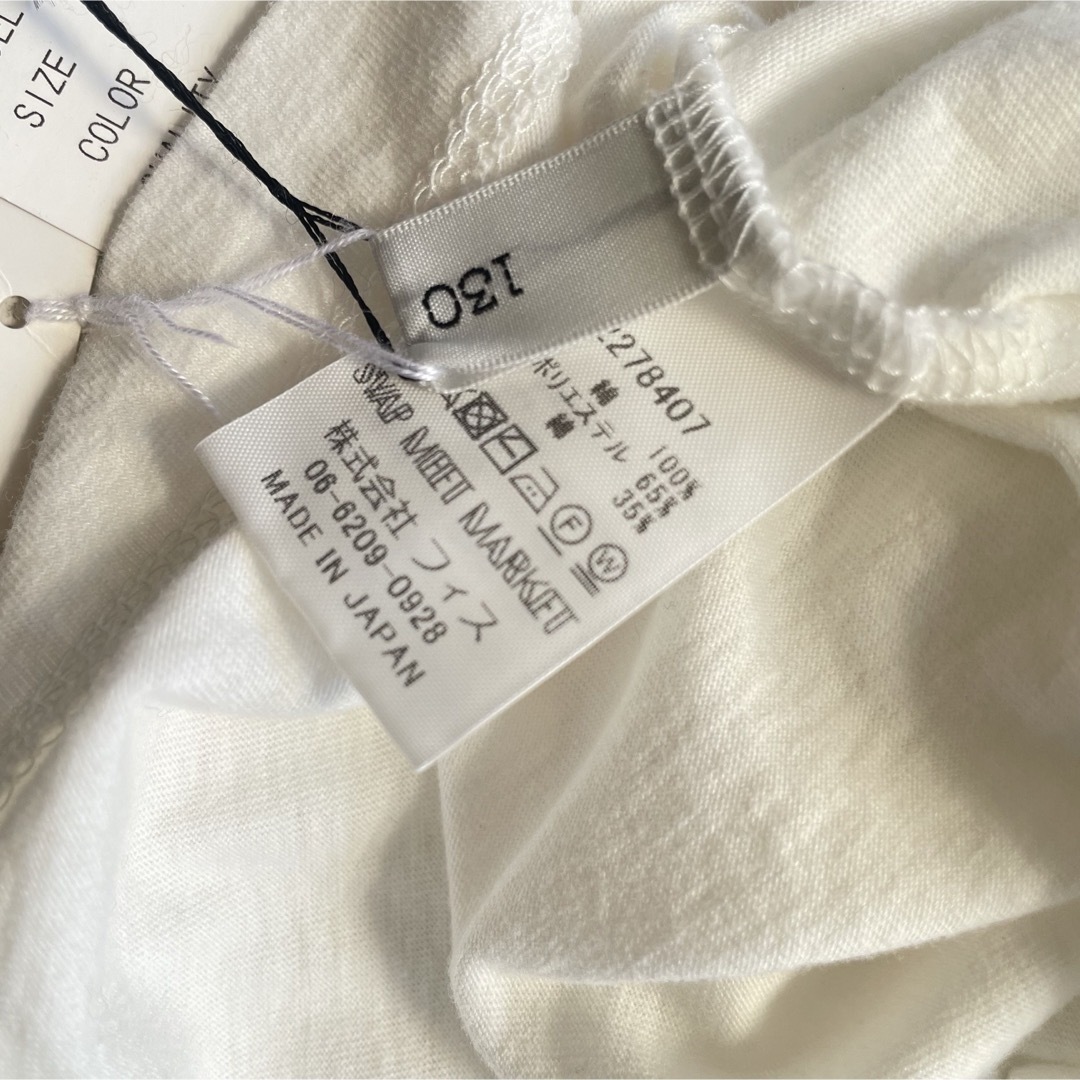 SIZE
COLOR
130
2278407
綿 100%
ポリエステル 65%
綿 35%
F W
SWAP MEET MARKET
株式会社 フィス
06-6209-0928
MADE IN JAPAN